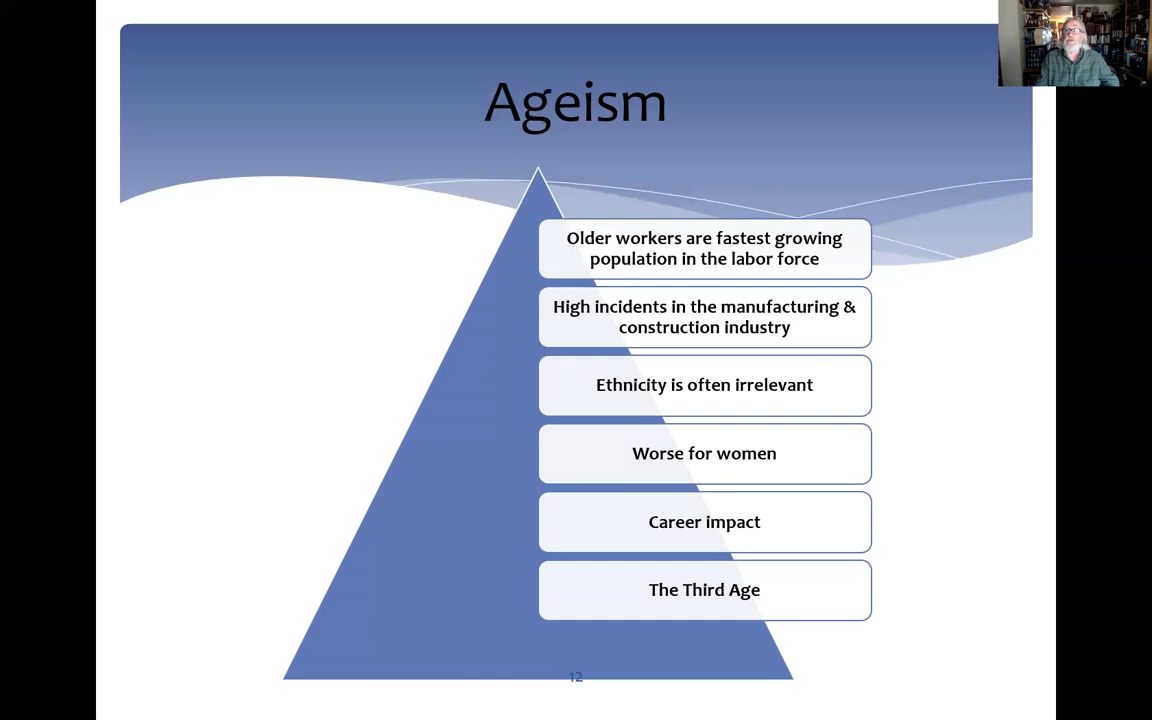 Ageism
Older workers are fastest growing
population in the labor force
High incidents in the manufacturing &
construction industry
Ethnicity is often irrelevant
Worse for women
Career impact
The Third Age
12